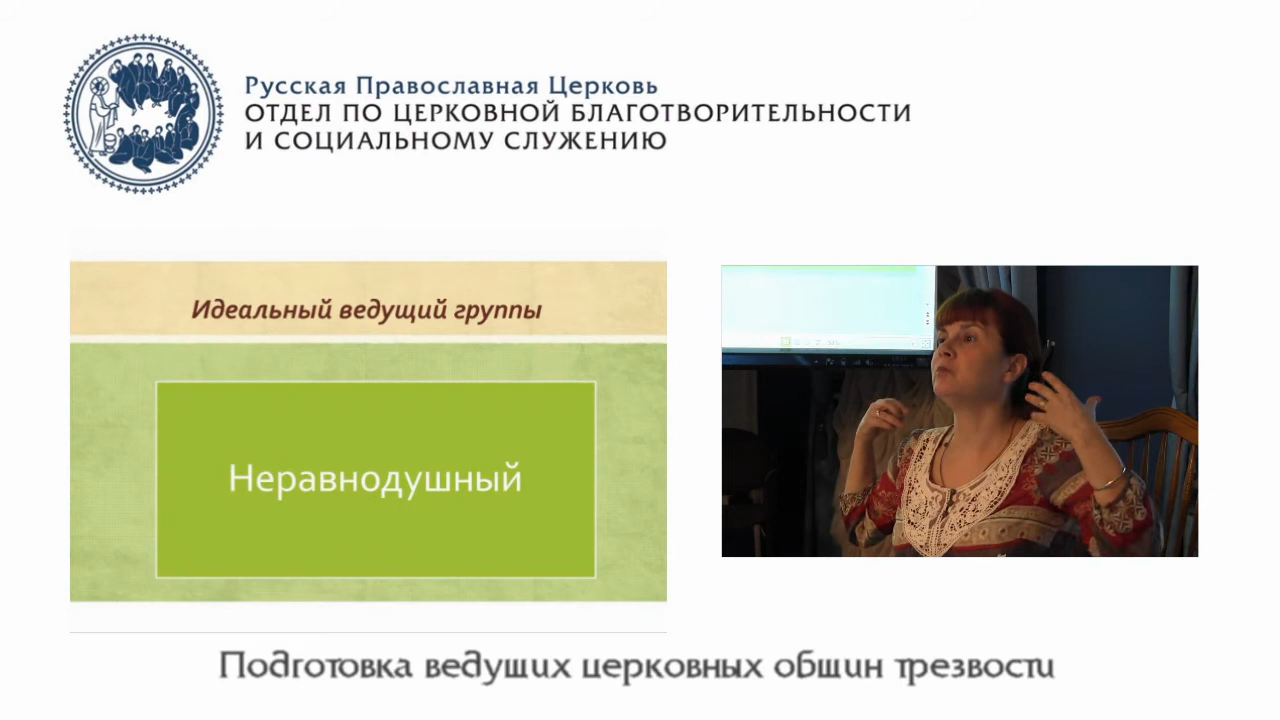 Русская Православная Церковь
ОТДЕЛ ПО ЦЕРКОВНОЙ БЛАГОТВОРИТЕЛЬНОСТИ
И СОЦИАЛЬНОМУ СЛУЖЕНИЮ
Идеальный ведущий группы
Неравнодушный
Подготовка ведущих церковных общин трезвости